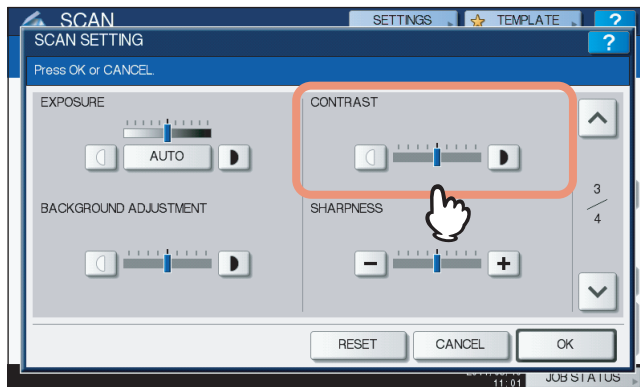 SCAN
SETTINGS
TEMPLATE
?
SCAN SETTING
?
Press OK or CANCEL.
EXPOSURE
CONTRAST
AUTO
BACKGROUND ADJUSTMENT
SHARPNESS
3
4
RESET
CANCEL
OK
11:01
JOB STATUS